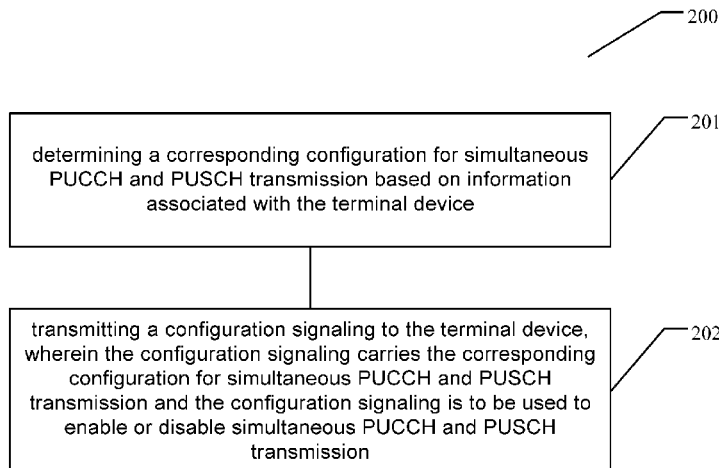 200
201
determining a corresponding configuration for simultaneous
PUCCH and PUSCH transmission based on information
associated with the terminal device
202
transmitting a configuration signaling to the terminal device,
wherein the configuration signaling carries the corresponding
configuration for simultaneous PUCCH and PUSCH
transmission and the configuration signaling is to be used to
enable or disable simultaneous PUCCH and PUSCH
transmission